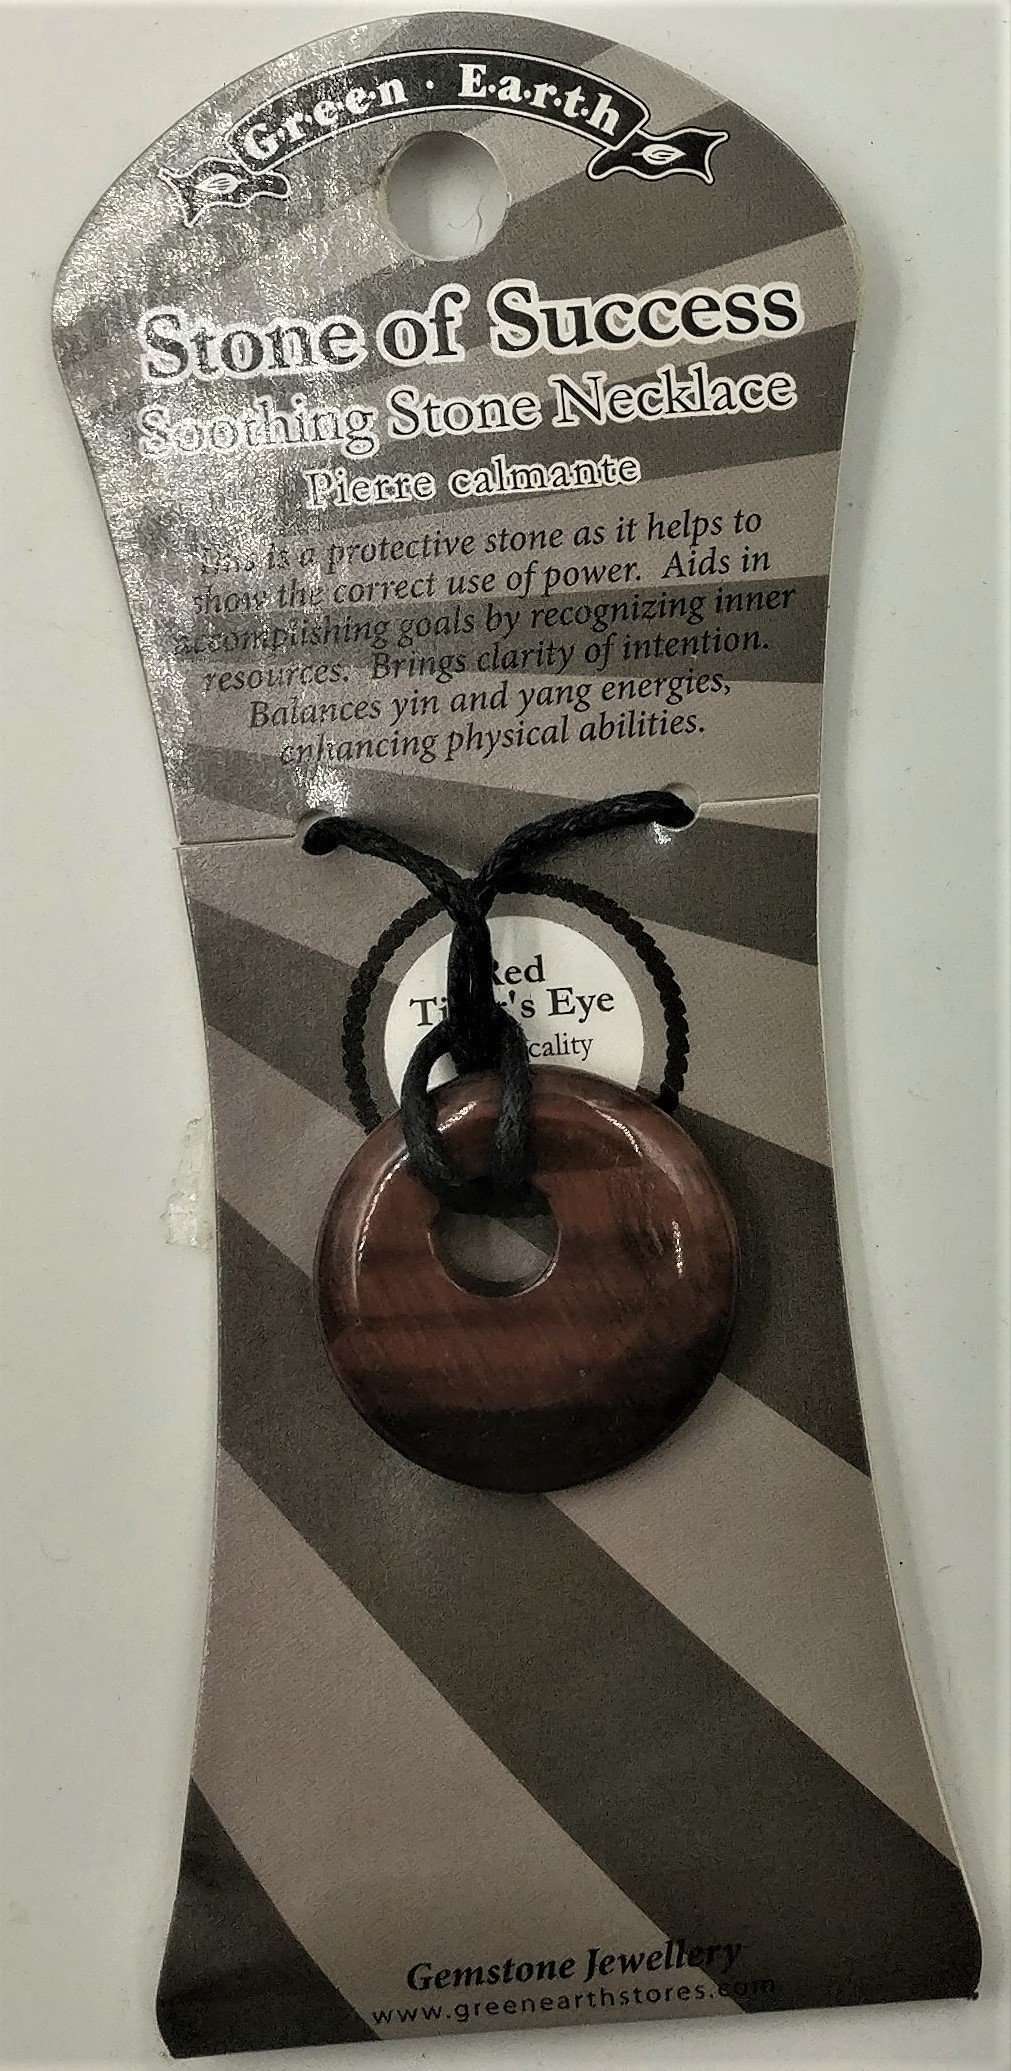 Green · Earth
Stone of Success
Soothing Stone Necklace
Pierre calmante
This is a protective stone as it helps to
show the correct use of power. Aids in
accomplishing goals by recognizing inner
resources. Brings clarity of intention.
Balances yin and yang energies,
enhancing physical abilities.
Red
Eye
Gemstone Jewellery
www.greenearthstores.com